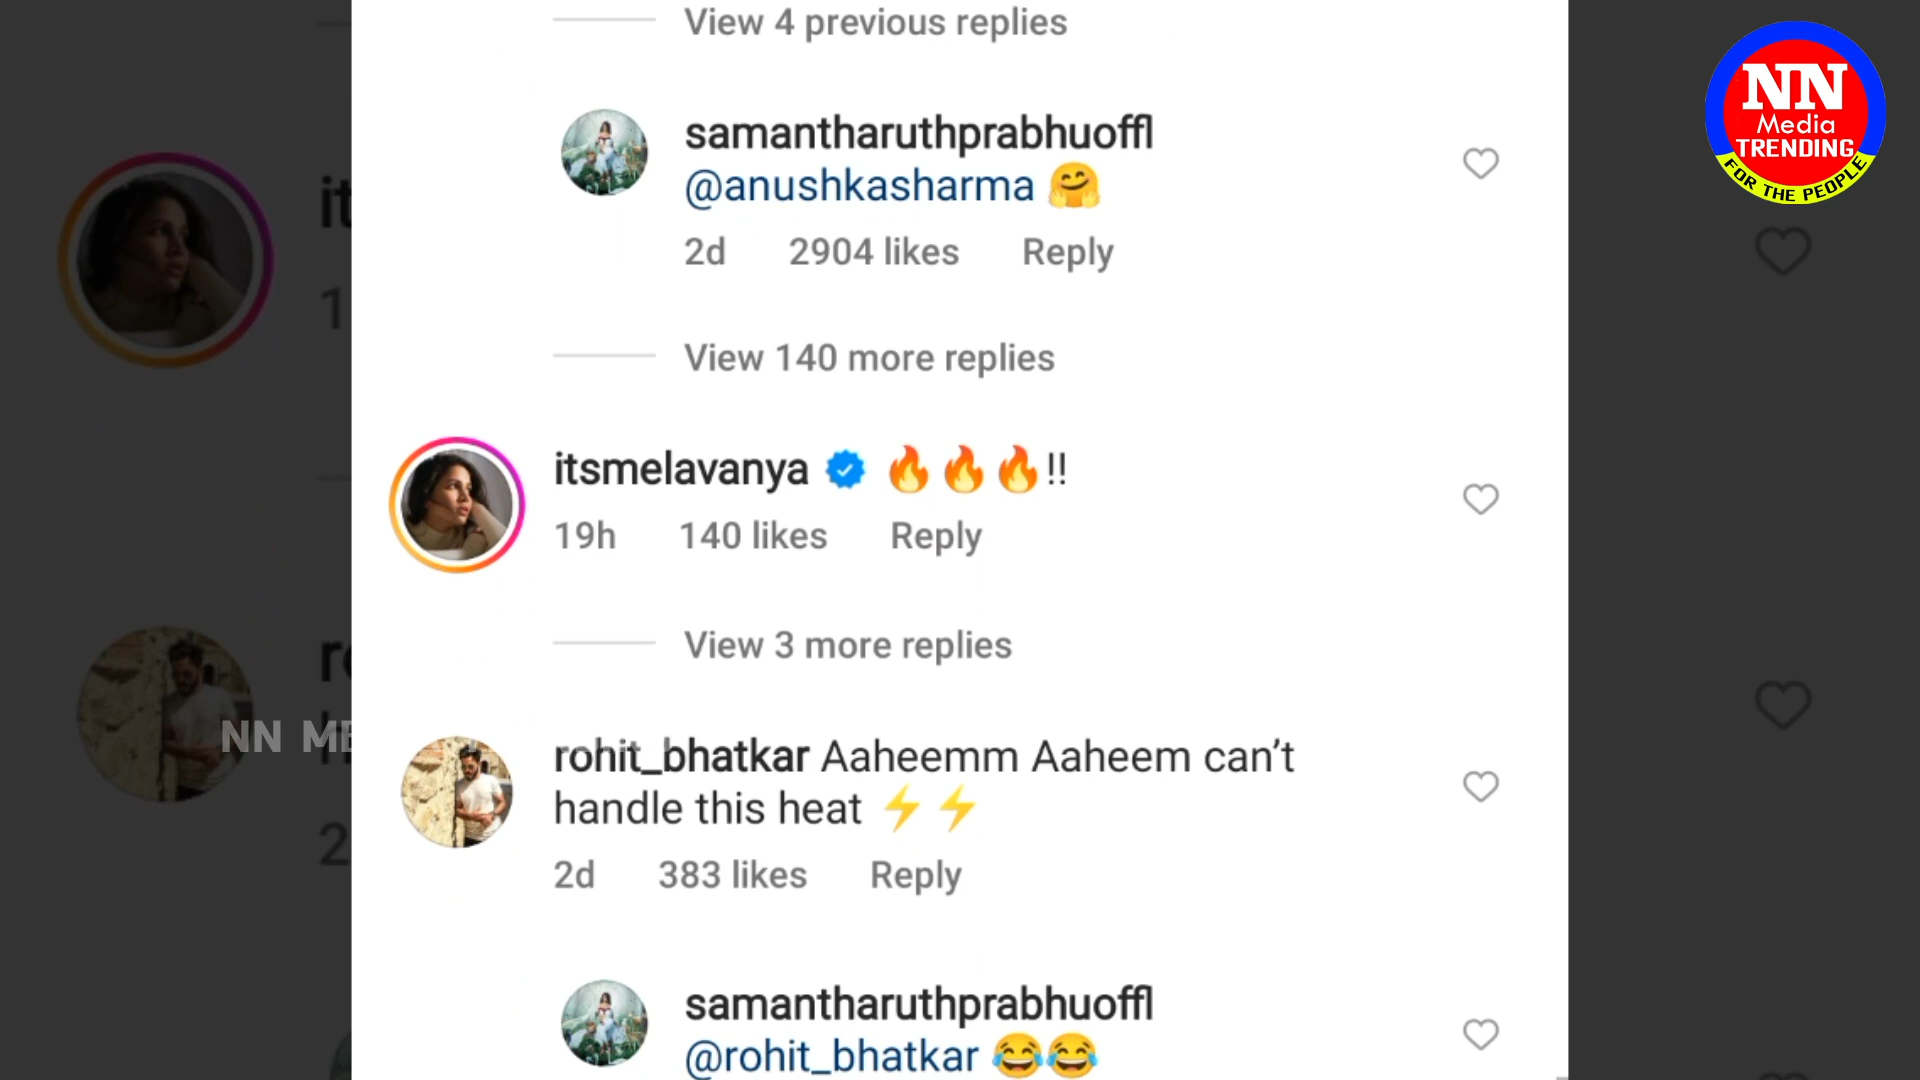 View 4 previous replies
samantharuthprabhuoffl
@anushkasharma 🤗
2d 2904 likes Reply
View 140 more replies
itsmelavanya 🔥🔥🔥!!
19h 140 likes Reply
View 3 more replies
rohit_bhatkar Aaheemm Aaheem can’t
handle this heat ⚡⚡
2d 383 likes Reply
samantharuthprabhuoffl
@rohit_bhatkar 😂😂
NN
Media
TRENDING
FOR THE PEOPLE
NN ME